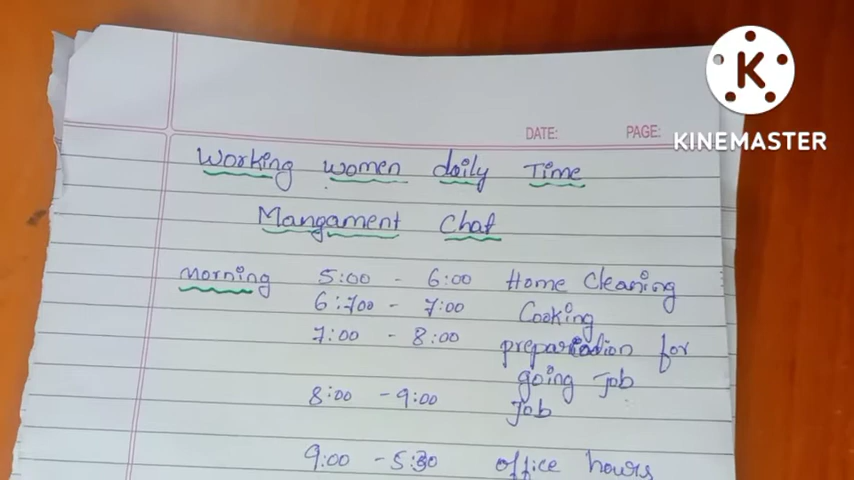 KINEMASTER
DATE: PAGE:
Working women daily Time
Mangament Chat
Morning 5:00 - 6:00 Home Cleaning
6:700 - 7:00 Cooking
7:00 - 8:00 preparation for
going Job
8:00 - 9:00 Job
9:00 - 5:30 office hours